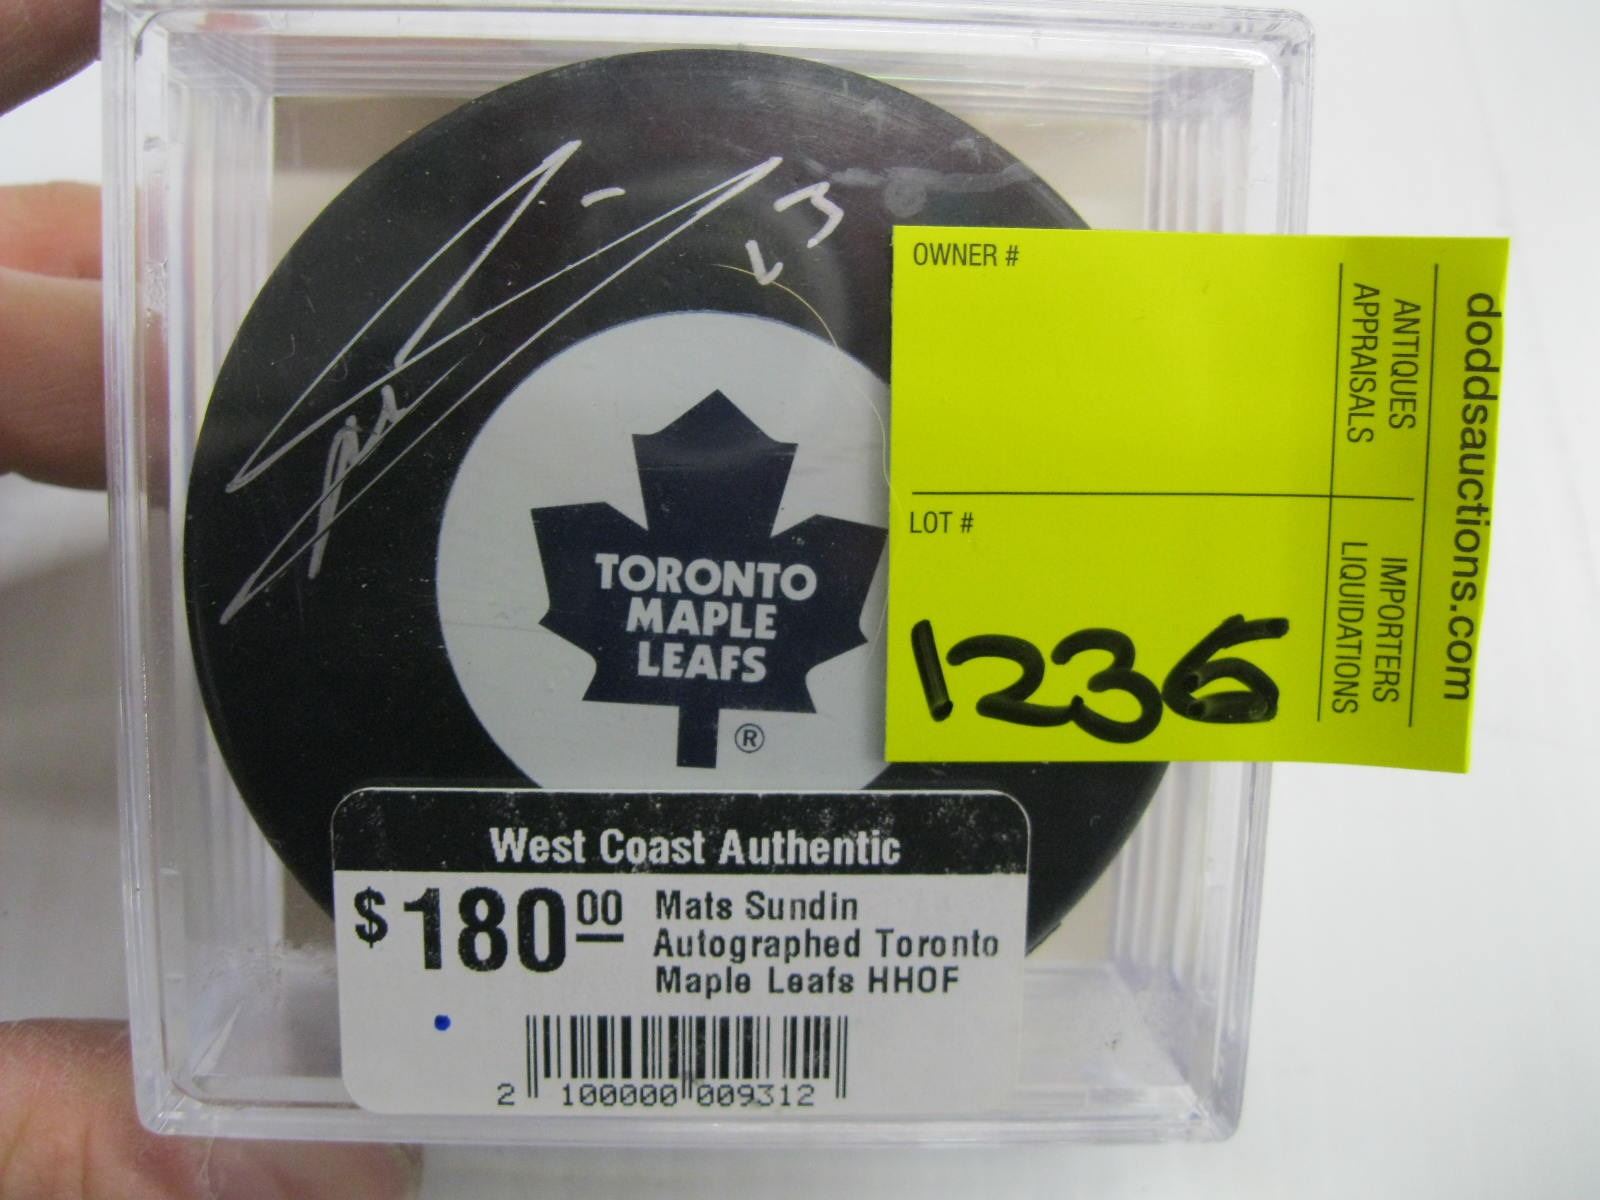 13
TORONTO
MAPLE
LEAFS
®
OWNER #
LOT #
1236
ANTIQUES
APPRAISALS
IMPORTERS
LIQUIDATIONS
doddsauctions.com
West Coast Authentic
$180.00
Mats Sundin
Autographed Toronto
Maple Leafs HHOF
2 100000 009312